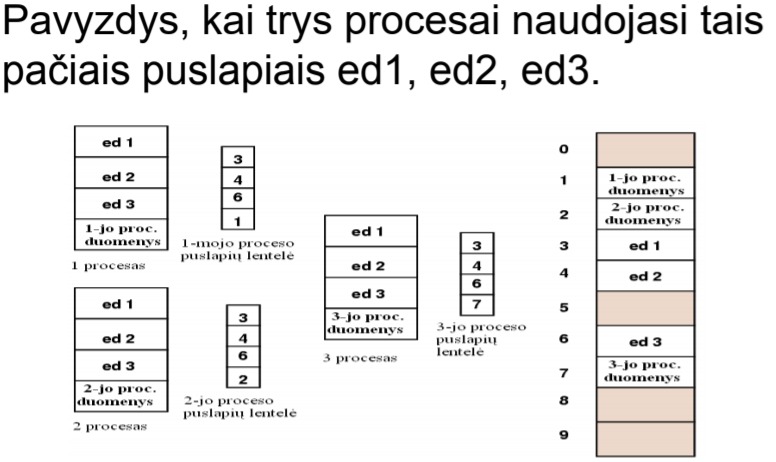 Pavyzdys, kai trys procesai naudojasi tais
pačiais puslapiais ed1, ed2, ed3.
ed 1
ed 2
ed 3
1-jo proc.
duomenys
1 procesas
3
4
6
1
1-mojo proceso
puslapių lentelė
ed 1
ed 2
ed 3
2-jo proc.
duomenys
2 procesas
3
4
6
2
2-jo proceso
puslapių lentelė
ed 1
ed 2
ed 3
3-jo proc.
duomenys
3 procesas
3
4
6
7
3-jo proceso
puslapių
lentelė
0
1
1-jo proc.
duomenys
2
2-jo proc.
duomenys
3
ed 1
4
ed 2
5
6
ed 3
7
3-jo proc.
duomenys
8
9